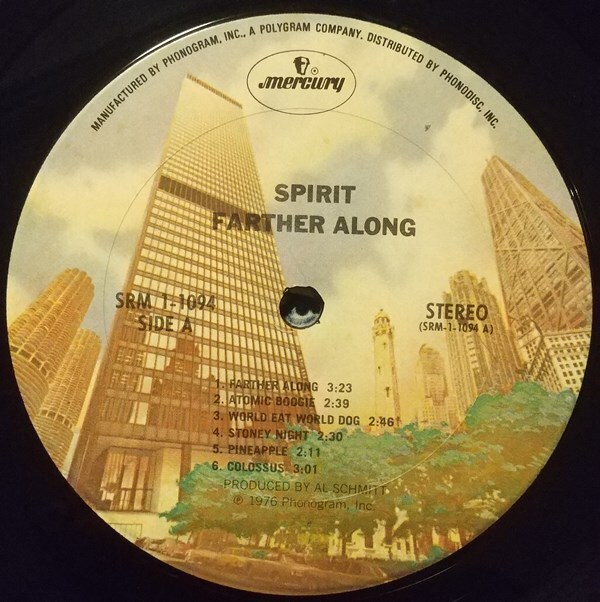 MANUFACTURED BY PHONOGRAM, INC., A POLYGRAM COMPANY. DISTRIBUTED BY PHONODISC, INC.
mercury
SPIRIT
FARTHER ALONG
SRM 1-1094
SIDE A
STEREO
(SRM-1-1094 A)
1. FARTHER ALONG 3:23
2. ATOMIC BOOGIE 2:39
3. WORLD EAT WORLD DOG 2:46
4. STONEY NIGHT 2:30
5. PINEAPPLE 2:11
6. COLOSSUS 3:01
PRODUCED BY AL SCHMITT
℗ 1976 Phonogram, Inc.